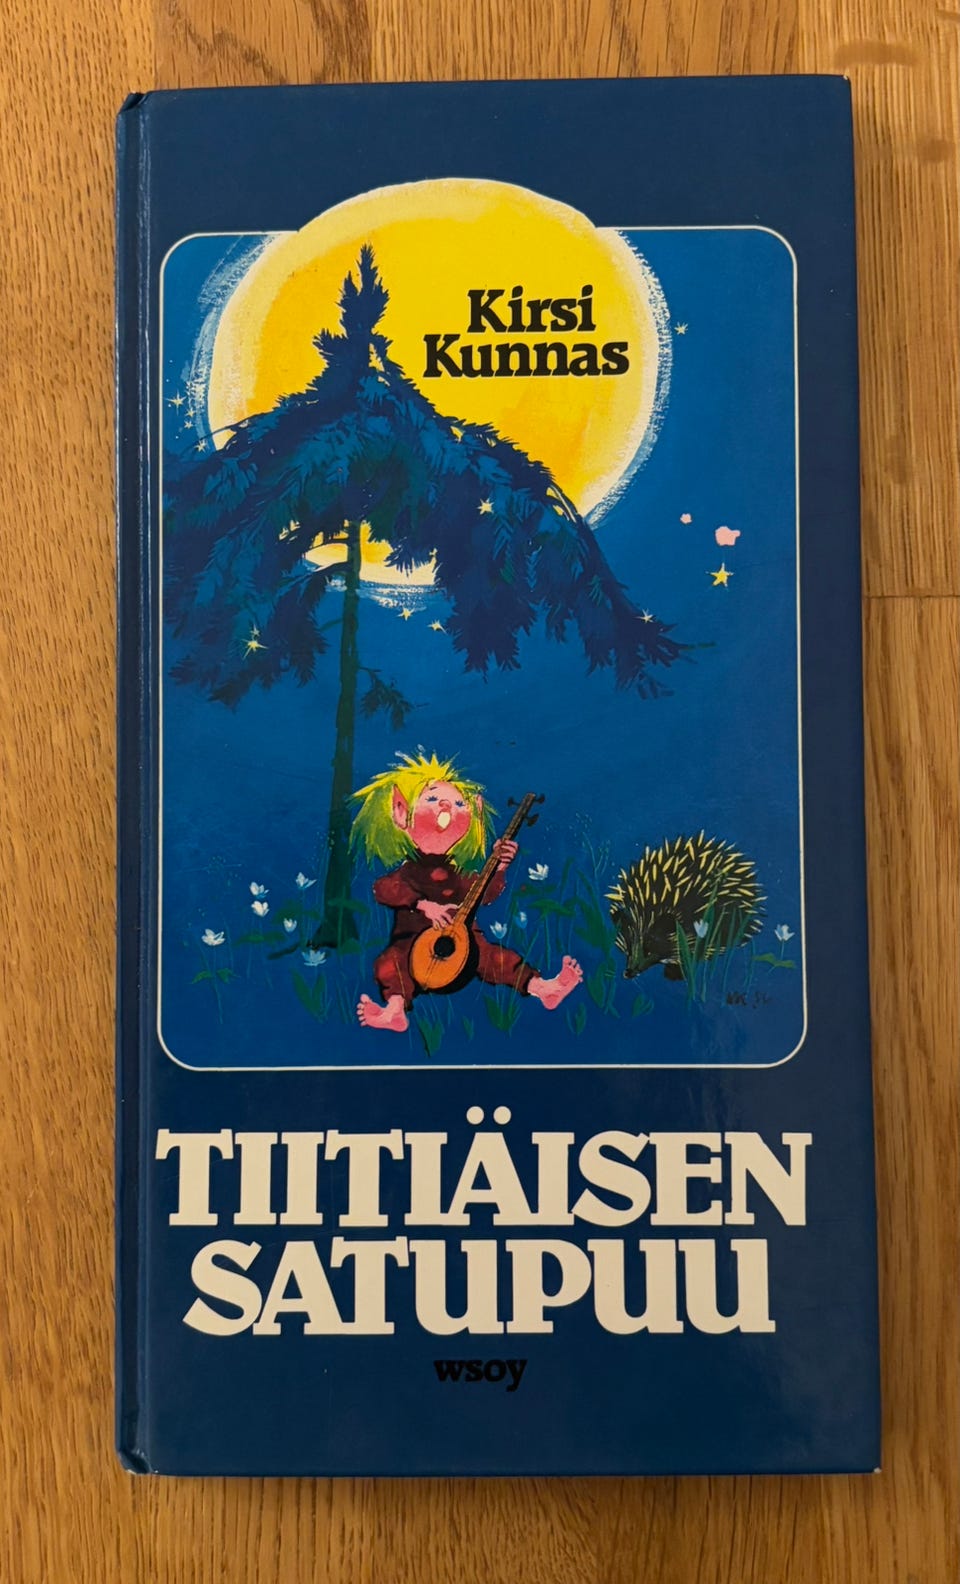 Kirsi
Kunnas
TIITIÄISEN
SATUPUU
wsoy